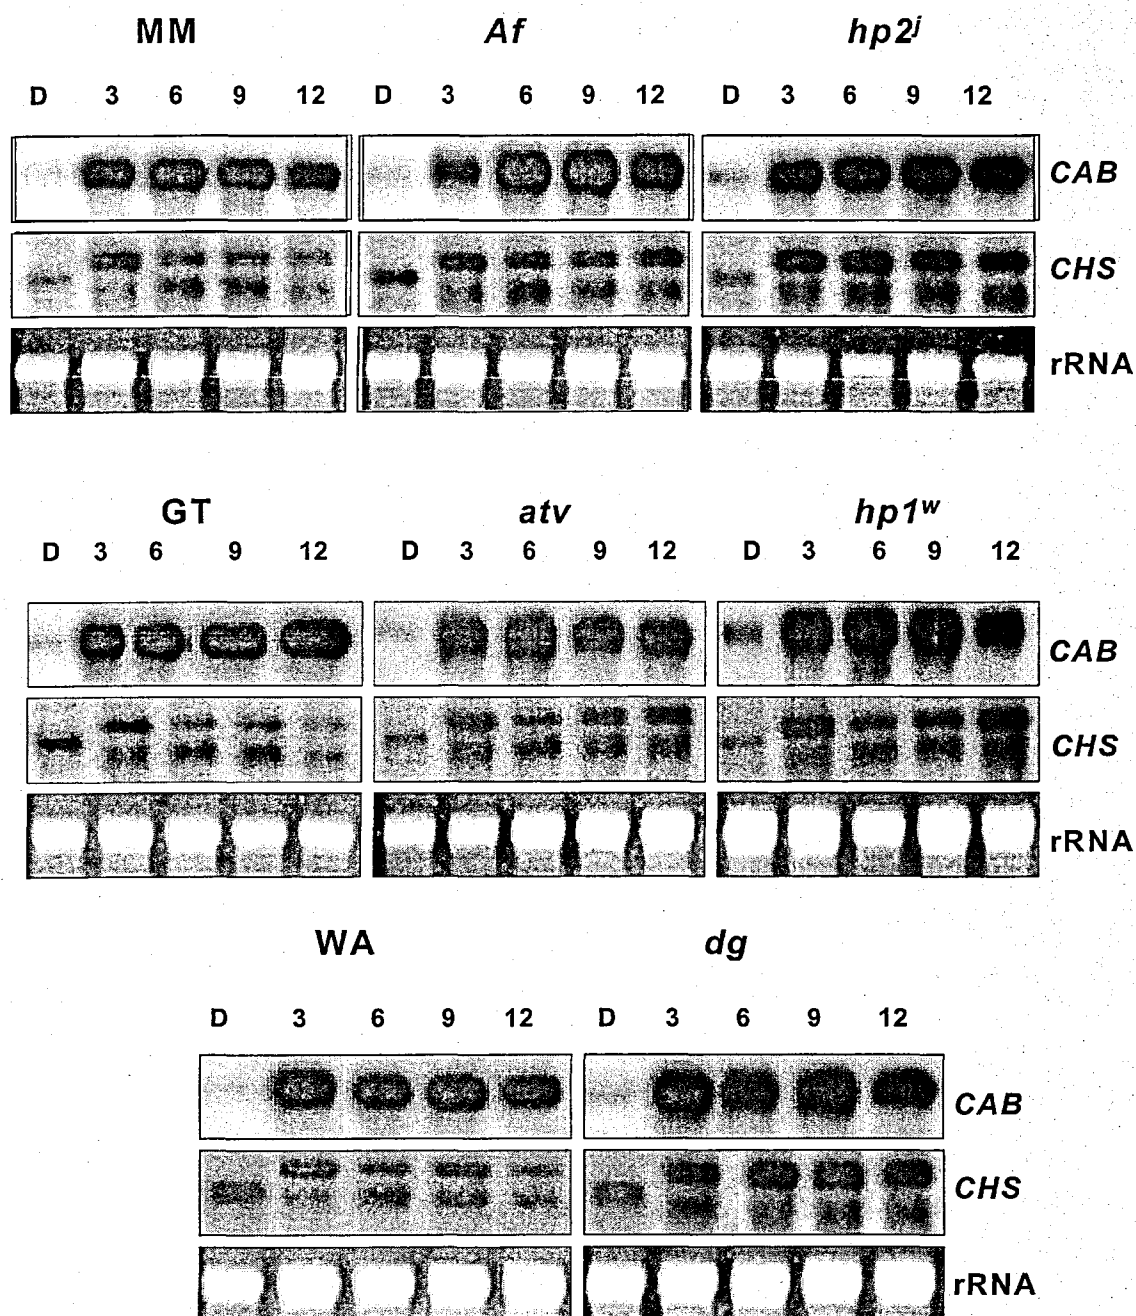 MM Af hp2ʲ
D 3 6 9 12 D 3 6 9 12 D 3 6 9 12
CAB
CHS
rRNA
GT atv hp1ʷ
D 3 6 9 12 D 3 6 9 12 D 3 6 9 12
CAB
CHS
rRNA
WA dg
D 3 6 9 12 D 3 6 9 12
CAB
CHS
rRNA